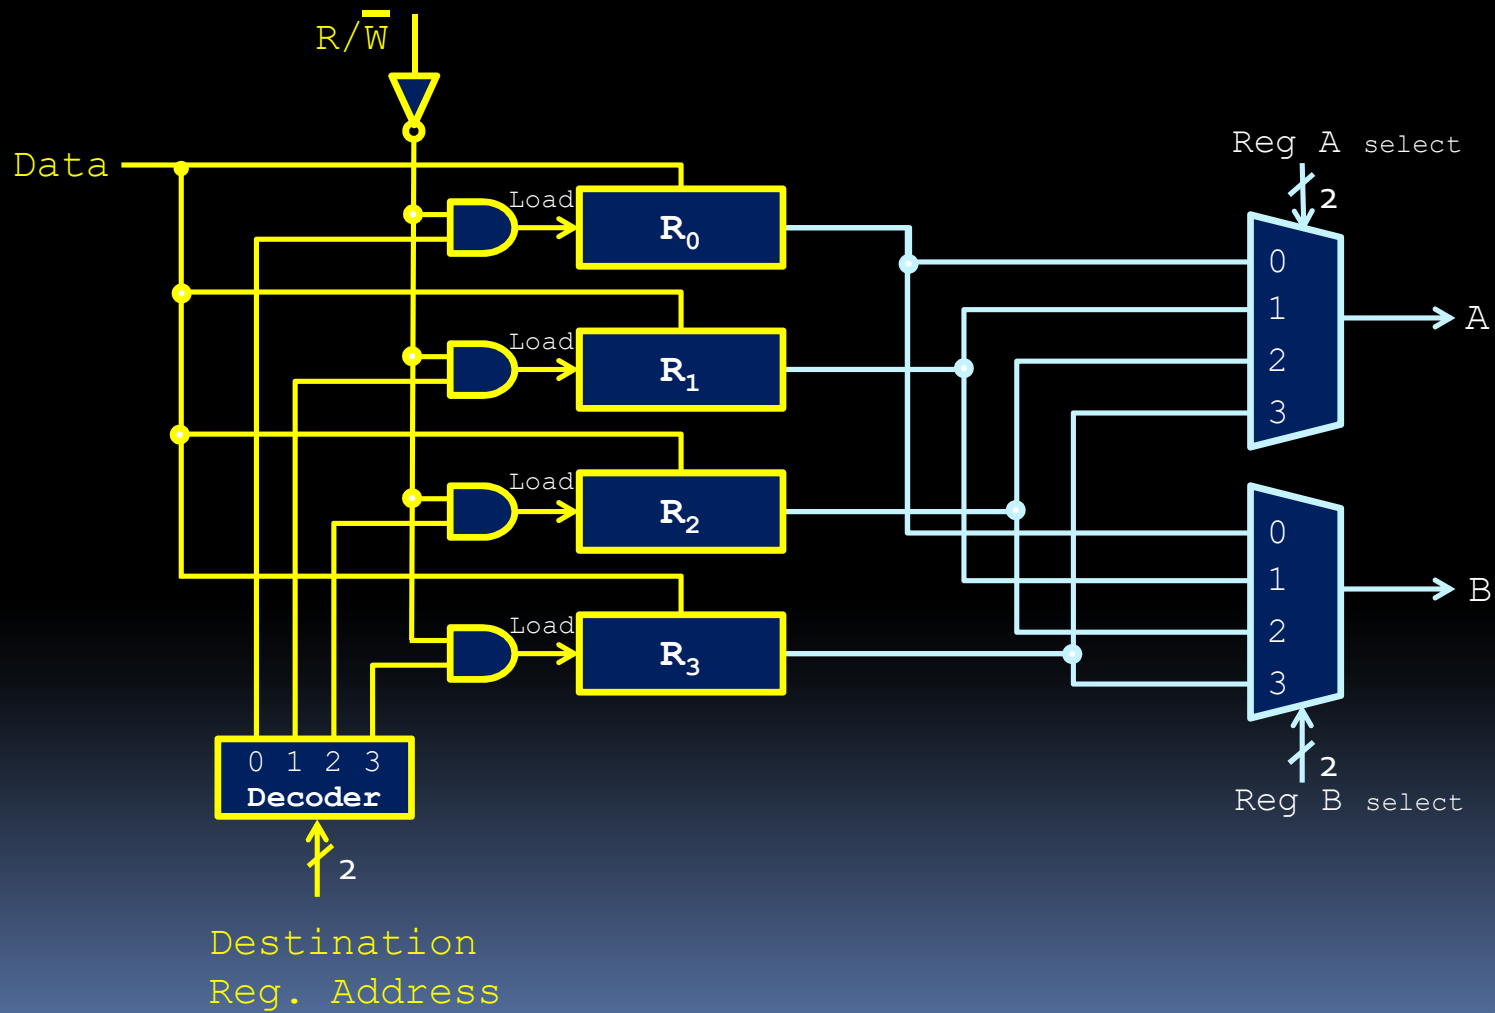 R/W̅
Data
Load
R₀
Load
R₁
Load
R₂
Load
R₃
0 1 2 3
Decoder
2
Destination
Reg. Address
Reg A select
2
0
1
2
3
A
0
1
2
3
B
2
Reg B select